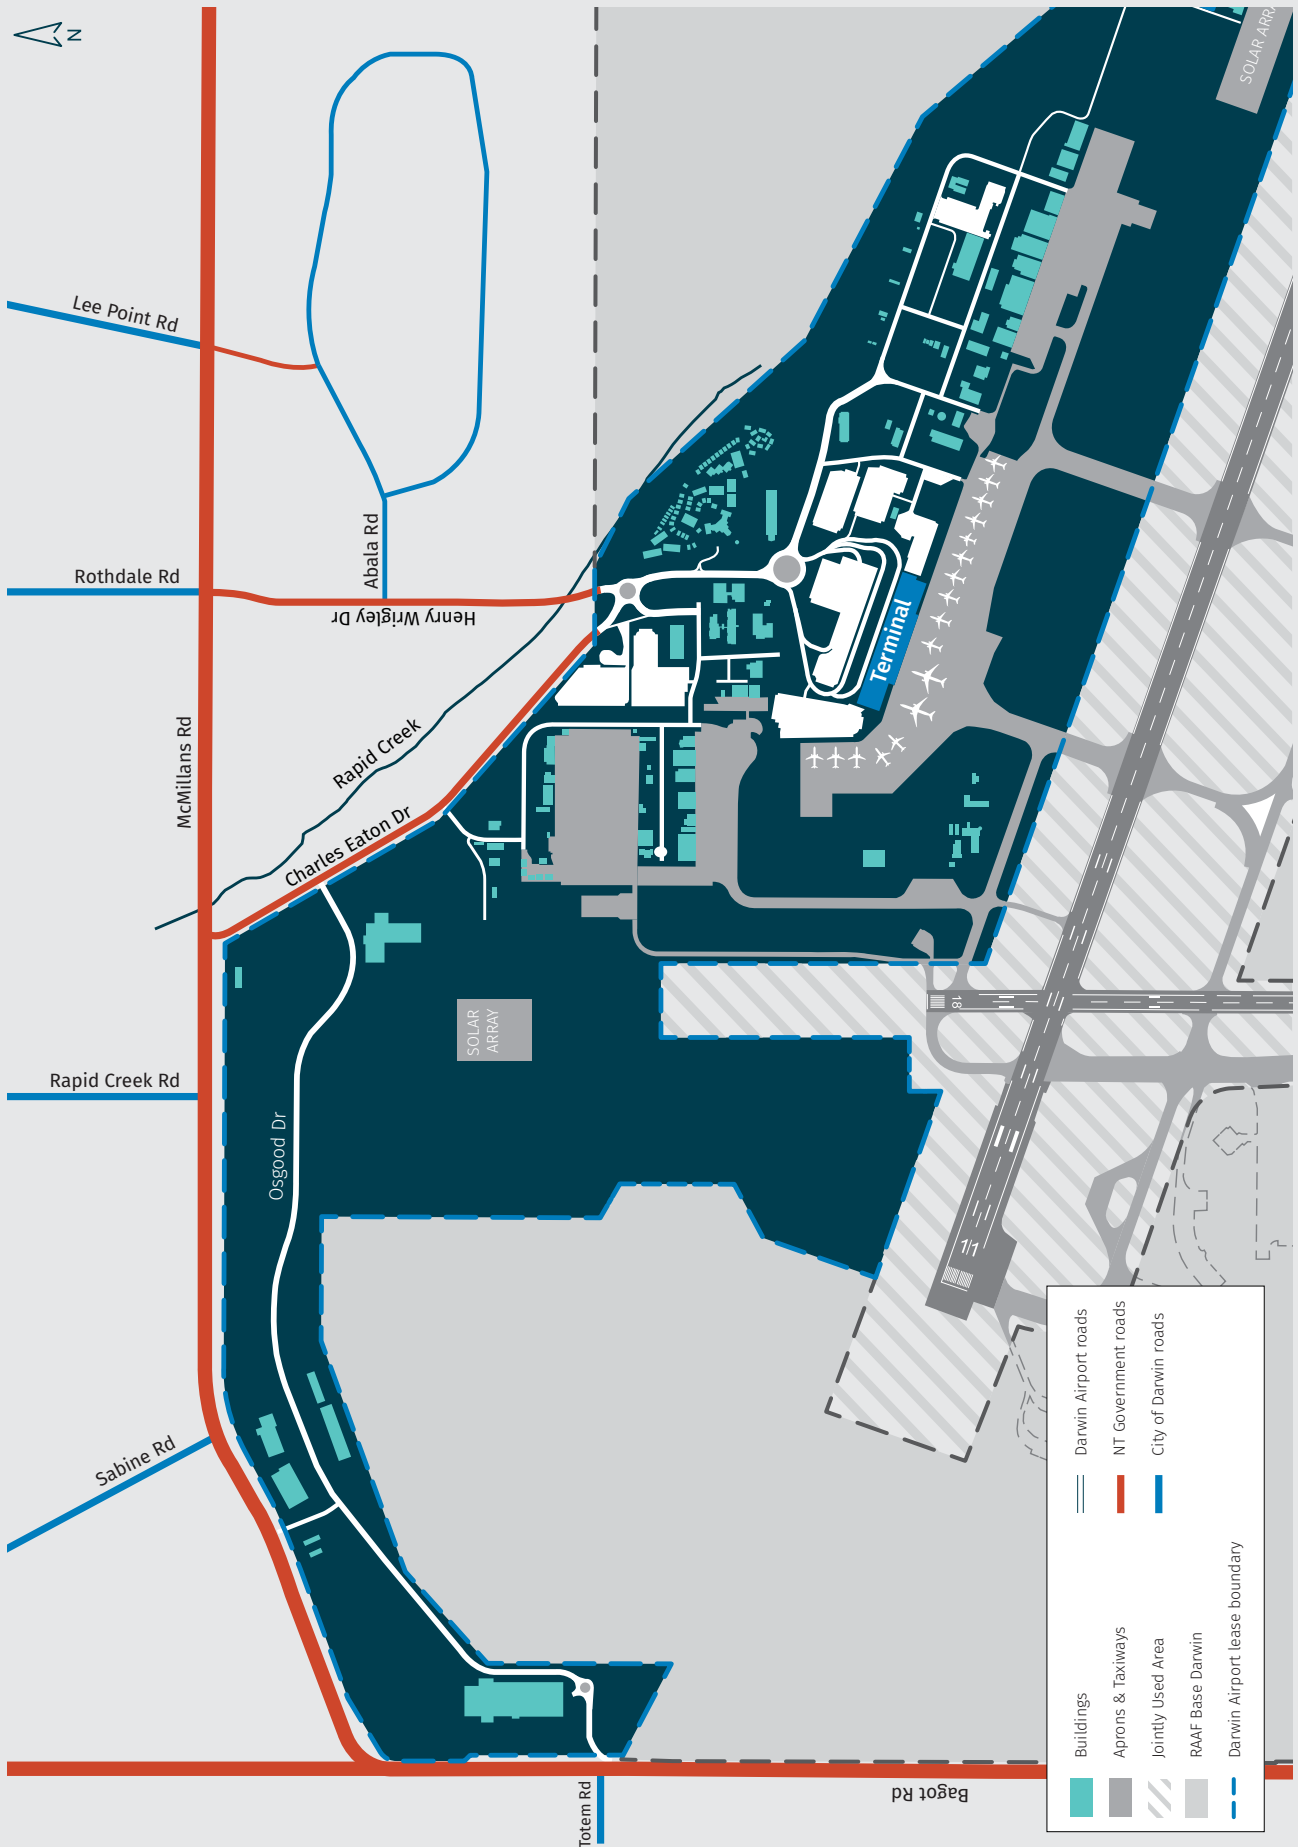 N
SOLAR ARRA
Lee Point Rd
Rothdale Rd
Abala Rd
Henry Wrigley Dr
McMillans Rd
Rapid Creek
Charles Eaton Dr
Terminal
SOLAR
ARRAY
18
Rapid Creek Rd
Osgood Dr
11
Sabine Rd
Totem Rd
Bagot Rd
Buildings
Aprons & Taxiways
Jointly Used Area
RAAF Base Darwin
Darwin Airport lease boundary
Darwin Airport roads
NT Government roads
City of Darwin roads